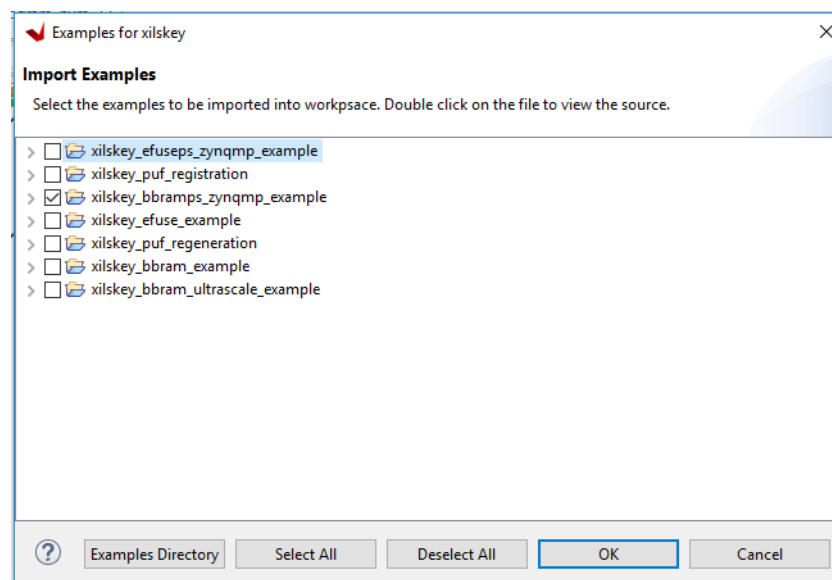 Examples for xilskey
Import Examples
Select the examples to be imported into workpsace. Double click on the file to view the source.
xilskey_efuseps_zynqmp_example
xilskey_puf_registration
xilskey_bbramps_zynqmp_example
xilskey_efuse_example
xilskey_puf_regeneration
xilskey_bbram_example
xilskey_bbram_ultrascale_example
? Examples Directory Select All Deselect All OK Cancel